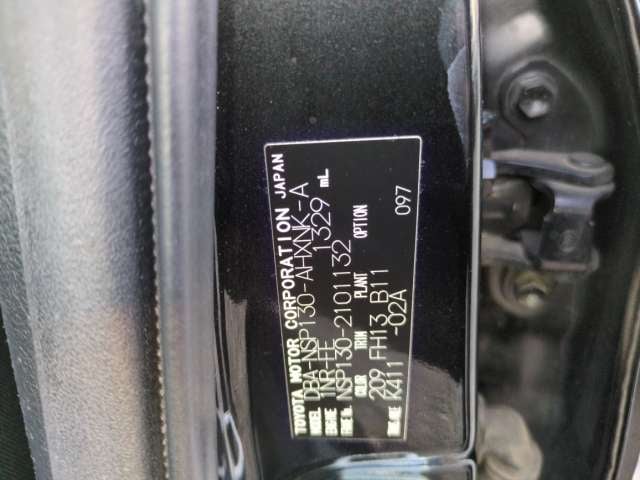 TOYOTA MOTOR CORPORATION JAPAN
MODEL DBA-NSP130-AHXNK-A
ENGINE 1NR-FE 1329 mL
FRAME No. NSP130-2101132
COLOR TRIM PLANT OPTION
209 FH13 B11
097
AXLE K411 -02A